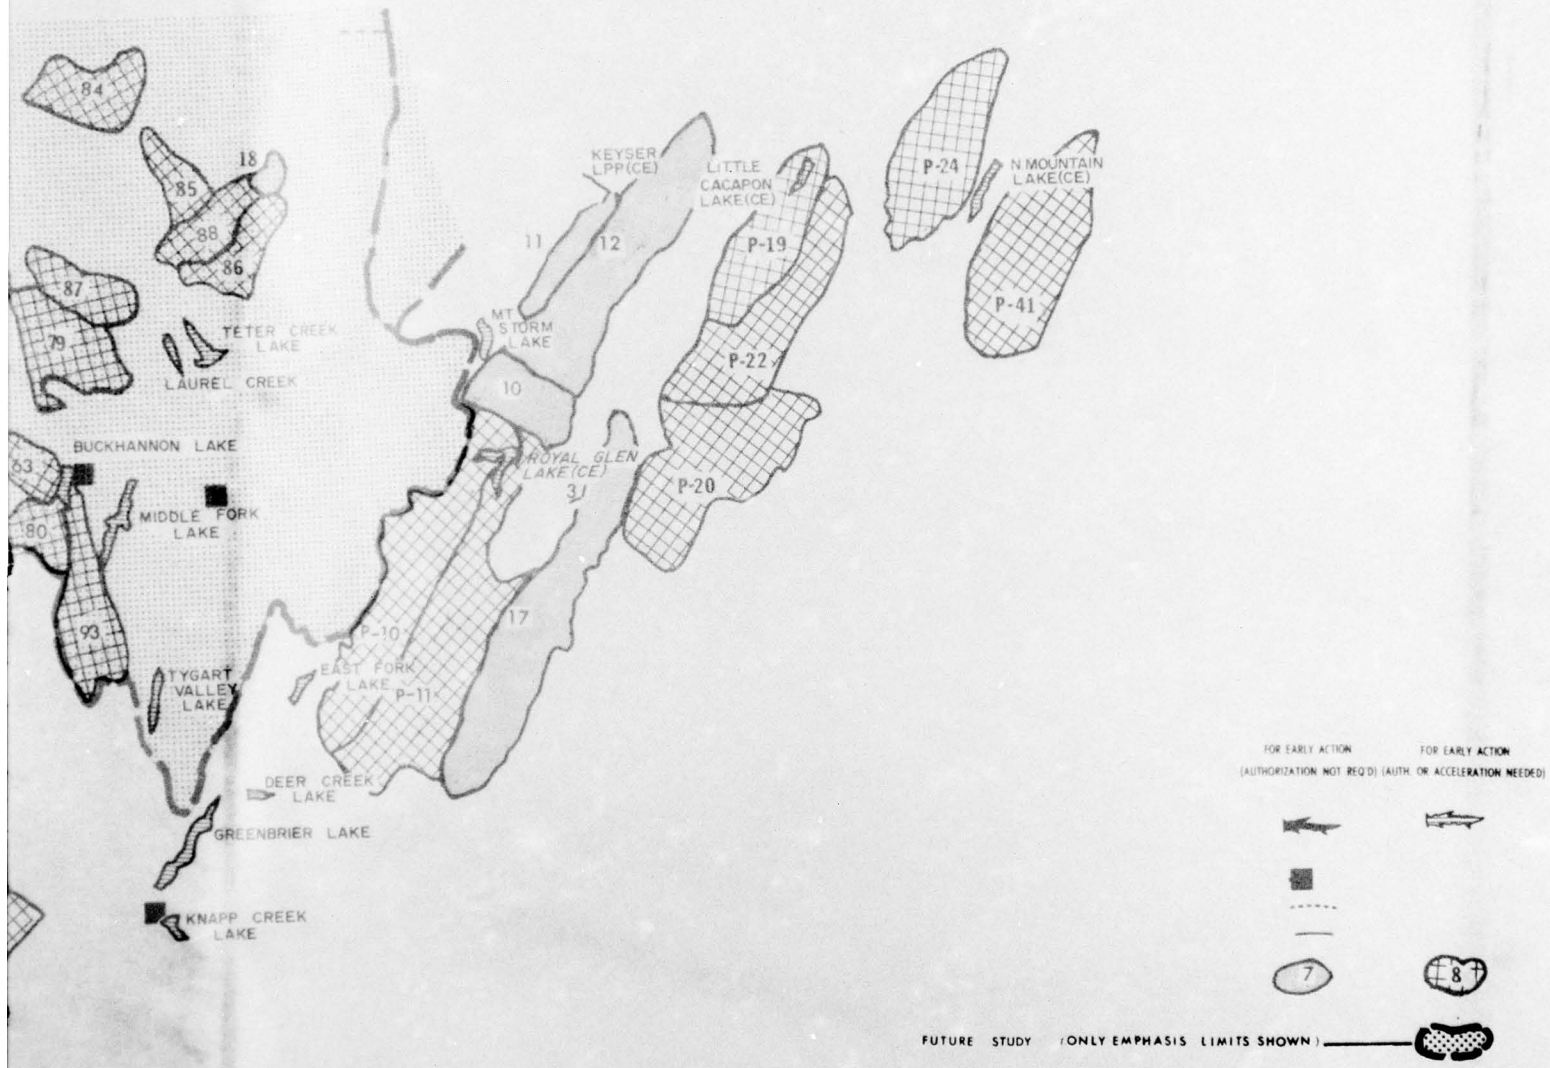 84
18
85
88
86
87
79
TETER CREEK
LAKE
LAUREL CREEK
BUCKHANNON LAKE
63
80
MIDDLE FORK
LAKE
93
TYGART
VALLEY
LAKE
DEER CREEK
LAKE
GREENBRIER LAKE
KNAPP CREEK
LAKE
KEYSER
LPP(CE)
11
12
MT
STORM
LAKE
10
ROYAL GLEN
LAKE(CE)
31
17
P-10
EAST FORK
LAKE
P-11
LITTLE
CACAPON
LAKE(CE)
P-19
P-22
P-20
P-24
N MOUNTAIN
LAKE(CE)
P-41
FOR EARLY ACTION
(AUTHORIZATION NOT REQ'D)
FOR EARLY ACTION
(AUTH. OR ACCELERATION NEEDED)
7
8
FUTURE STUDY (ONLY EMPHASIS LIMITS SHOWN)